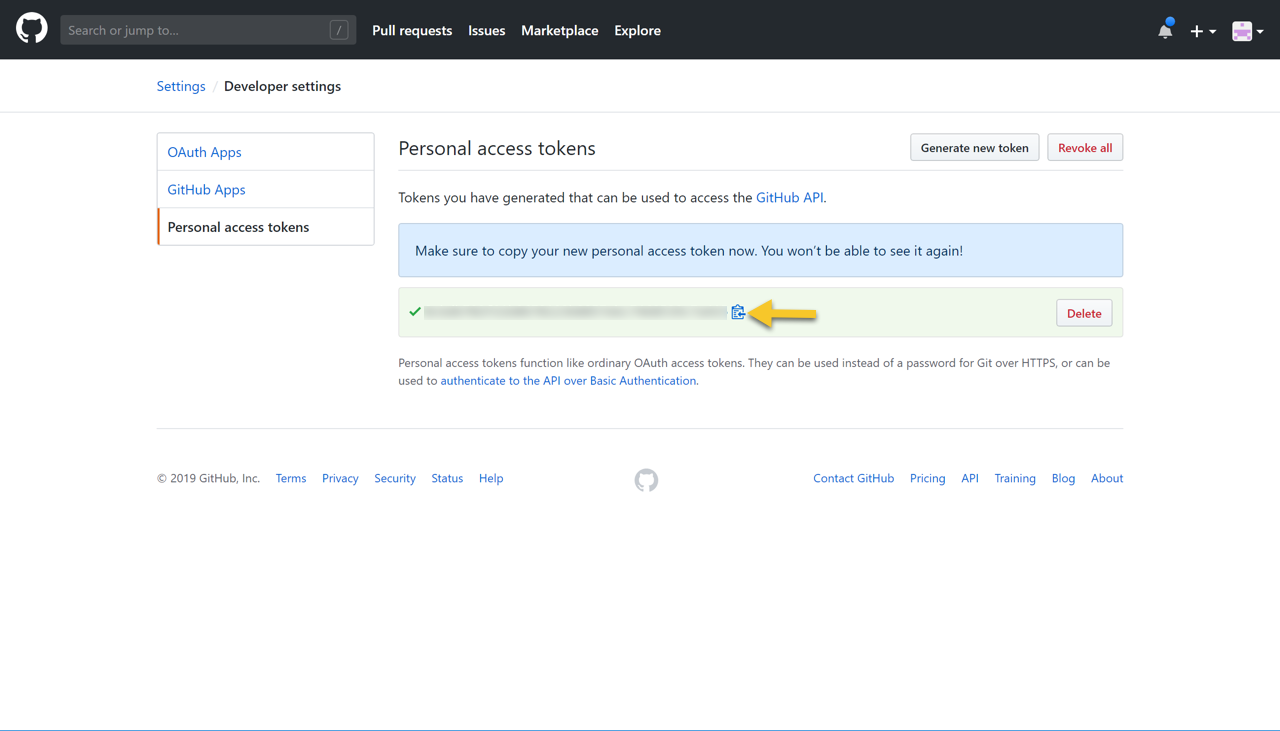 Search or jump to... /
Pull requests Issues Marketplace Explore
Settings / Developer settings
OAuth Apps
GitHub Apps
Personal access tokens
Personal access tokens
Generate new token Revoke all
Tokens you have generated that can be used to access the GitHub API.
Make sure to copy your new personal access token now. You won't be able to see it again!
Delete
Personal access tokens function like ordinary OAuth access tokens. They can be used instead of a password for Git over HTTPS, or can be
used to authenticate to the API over Basic Authentication.
© 2019 GitHub, Inc. Terms Privacy Security Status Help
Contact GitHub Pricing API Training Blog About